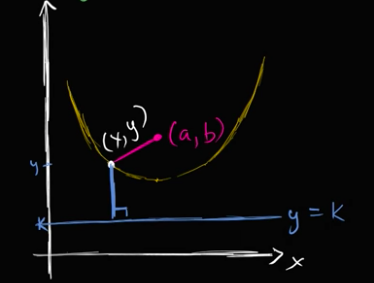 (x,y)
(a,b)
y
k
y = k
x